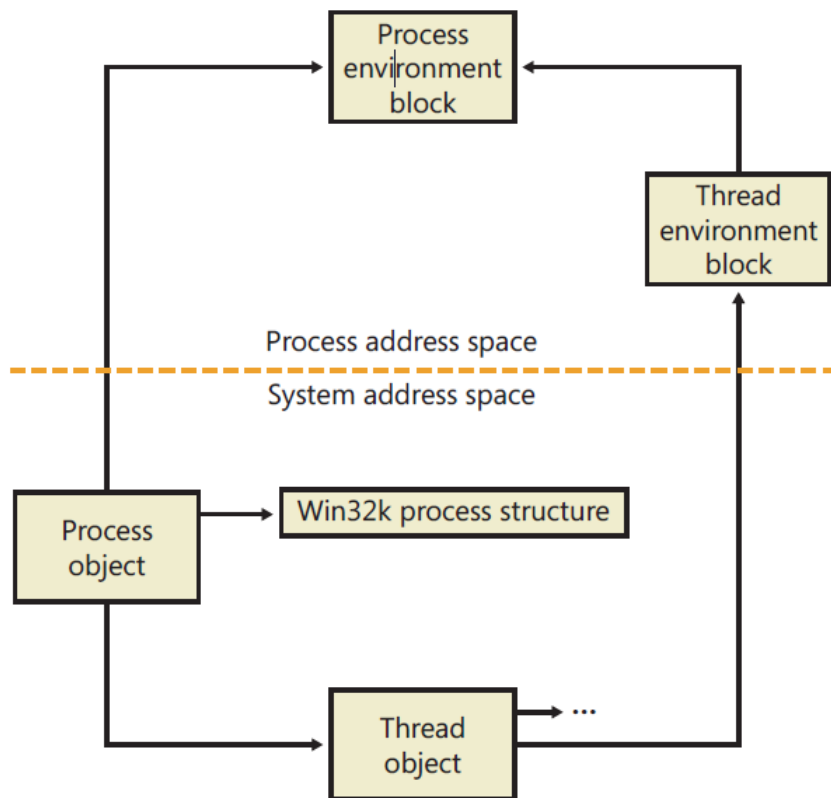 Process
environment
block
Thread
environment
block
Process address space
System address space
Process
object
Win32k process structure
Thread
object
...